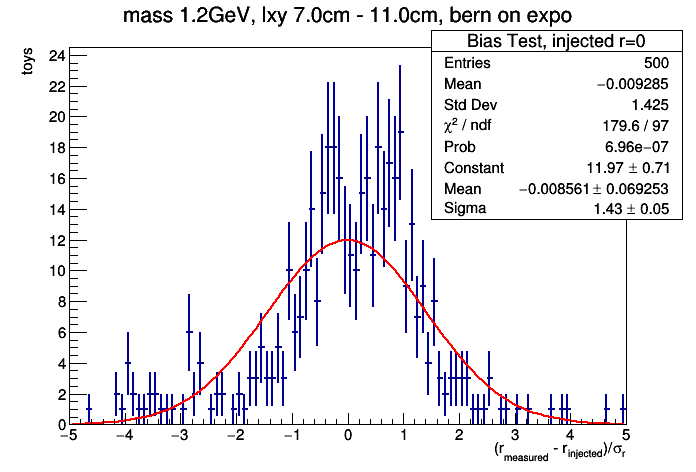 mass 1.2GeV, lxy 7.0cm - 11.0cm, bern on expo
toys
Bias Test, injected r=0
Entries 500
Mean −0.009285
Std Dev 1.425
χ² / ndf 179.6 / 97
Prob 6.96e−07
Constant 11.97 ± 0.71
Mean −0.008561 ± 0.069253
Sigma 1.43 ± 0.05
24
22
20
18
16
14
12
10
8
6
4
2
0
−5 −4 −3 −2 −1 0 1 2 3 4 5
(r_measured - r_injected)/σ_r